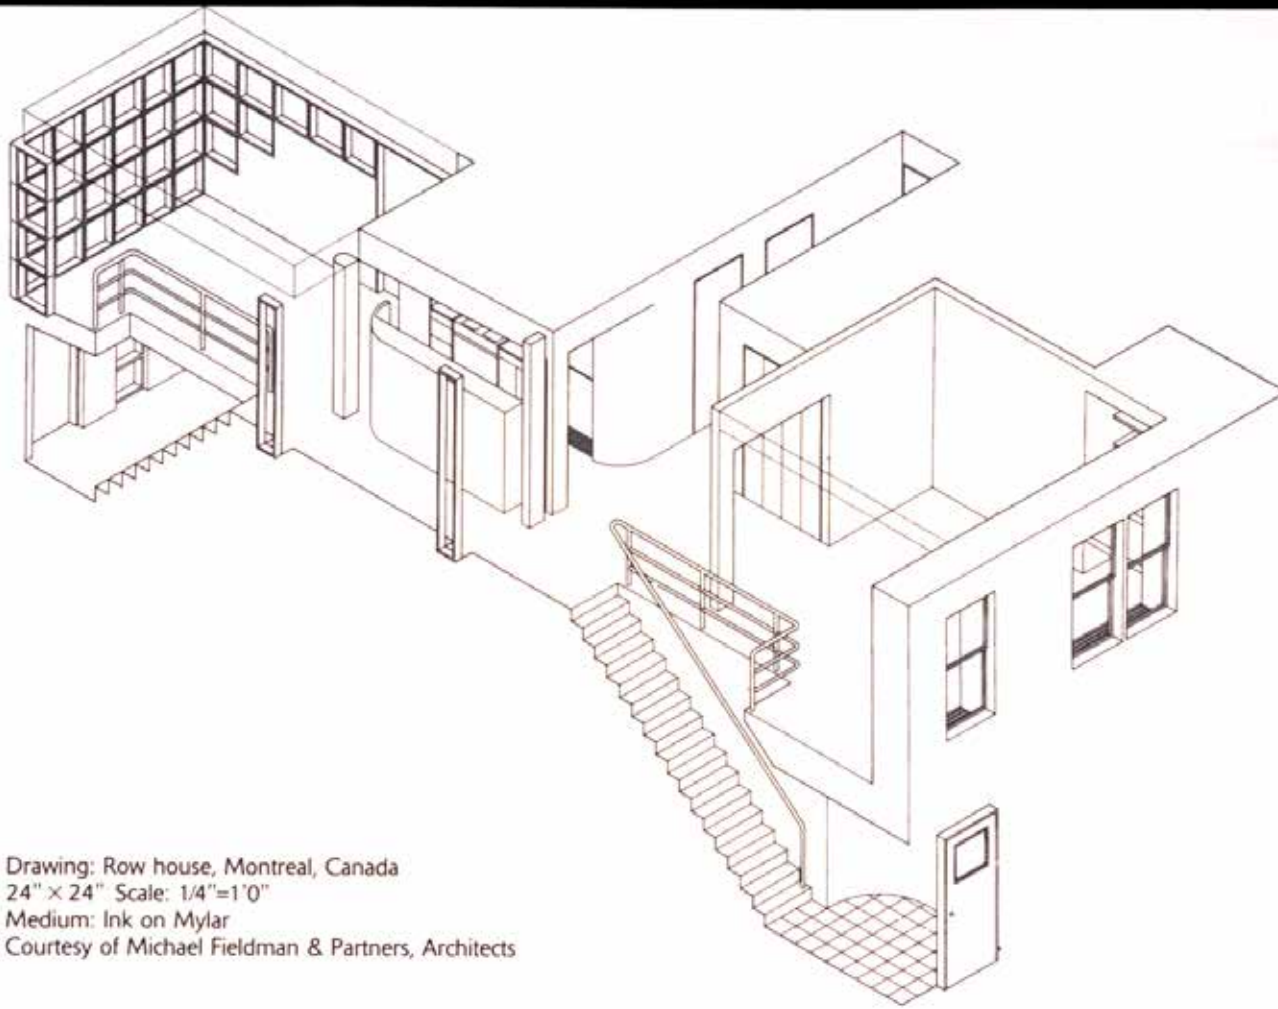 Drawing: Row house, Montreal, Canada
24" × 24" Scale: 1/4"=1'0"
Medium: Ink on Mylar
Courtesy of Michael Fieldman & Partners, Architects